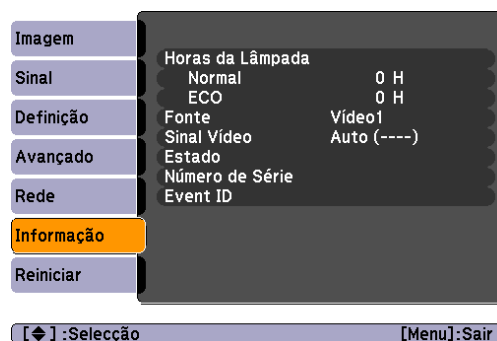 Imagem
Sinal
Definição
Avançado
Rede
Informação
Reiniciar
Horas da Lâmpada
Normal 0 H
ECO 0 H
Fonte Vídeo1
Sinal Vídeo Auto (----)
Estado
Número de Série
Event ID
[◆] :Selecção [Menu]:Sair